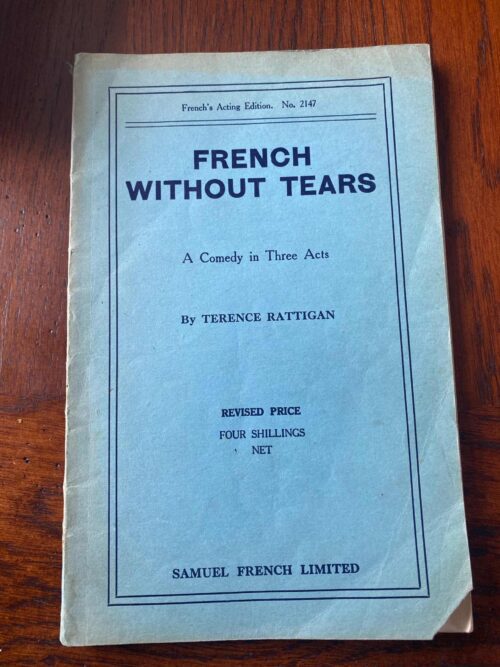 French's Acting Edition. No. 2147
FRENCH
WITHOUT TEARS
A Comedy in Three Acts
By TERENCE RATTIGAN
REVISED PRICE
FOUR SHILLINGS
NET
SAMUEL FRENCH LIMITED